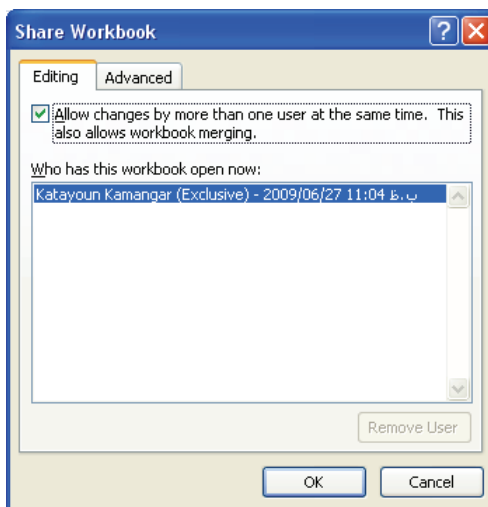 Share Workbook
Editing
Advanced
Allow changes by more than one user at the same time. This
also allows workbook merging.
Who has this workbook open now:
Katayoun Kamangar (Exclusive) - 2009/06/27 11:04 ب.ظ
Remove User
OK
Cancel